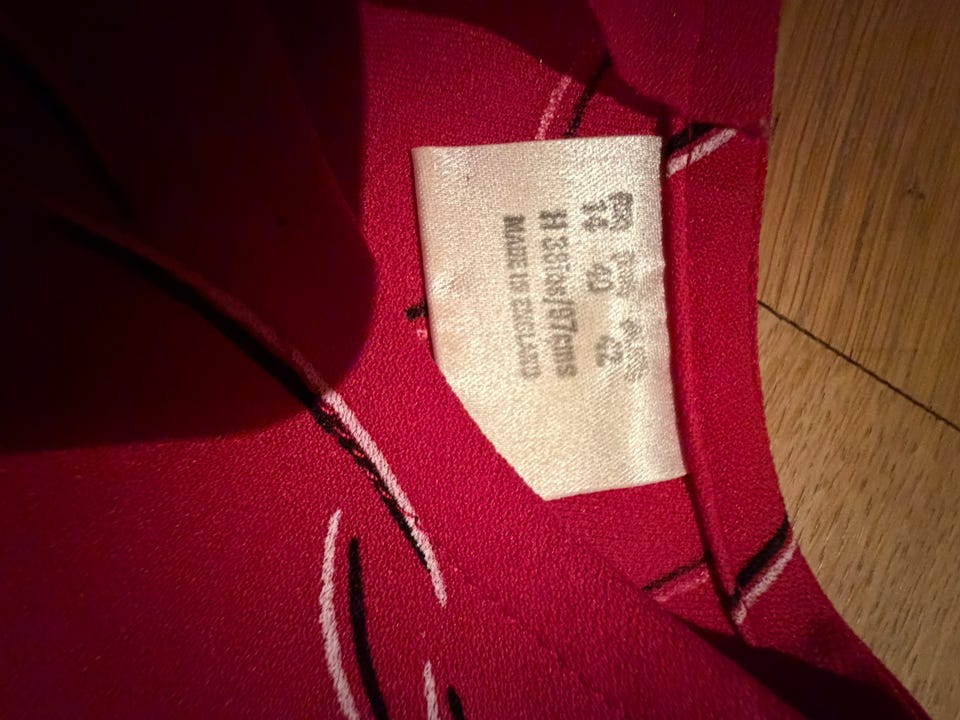 14 40 42
H 38ins/97cms
MADE IN ENGLAND